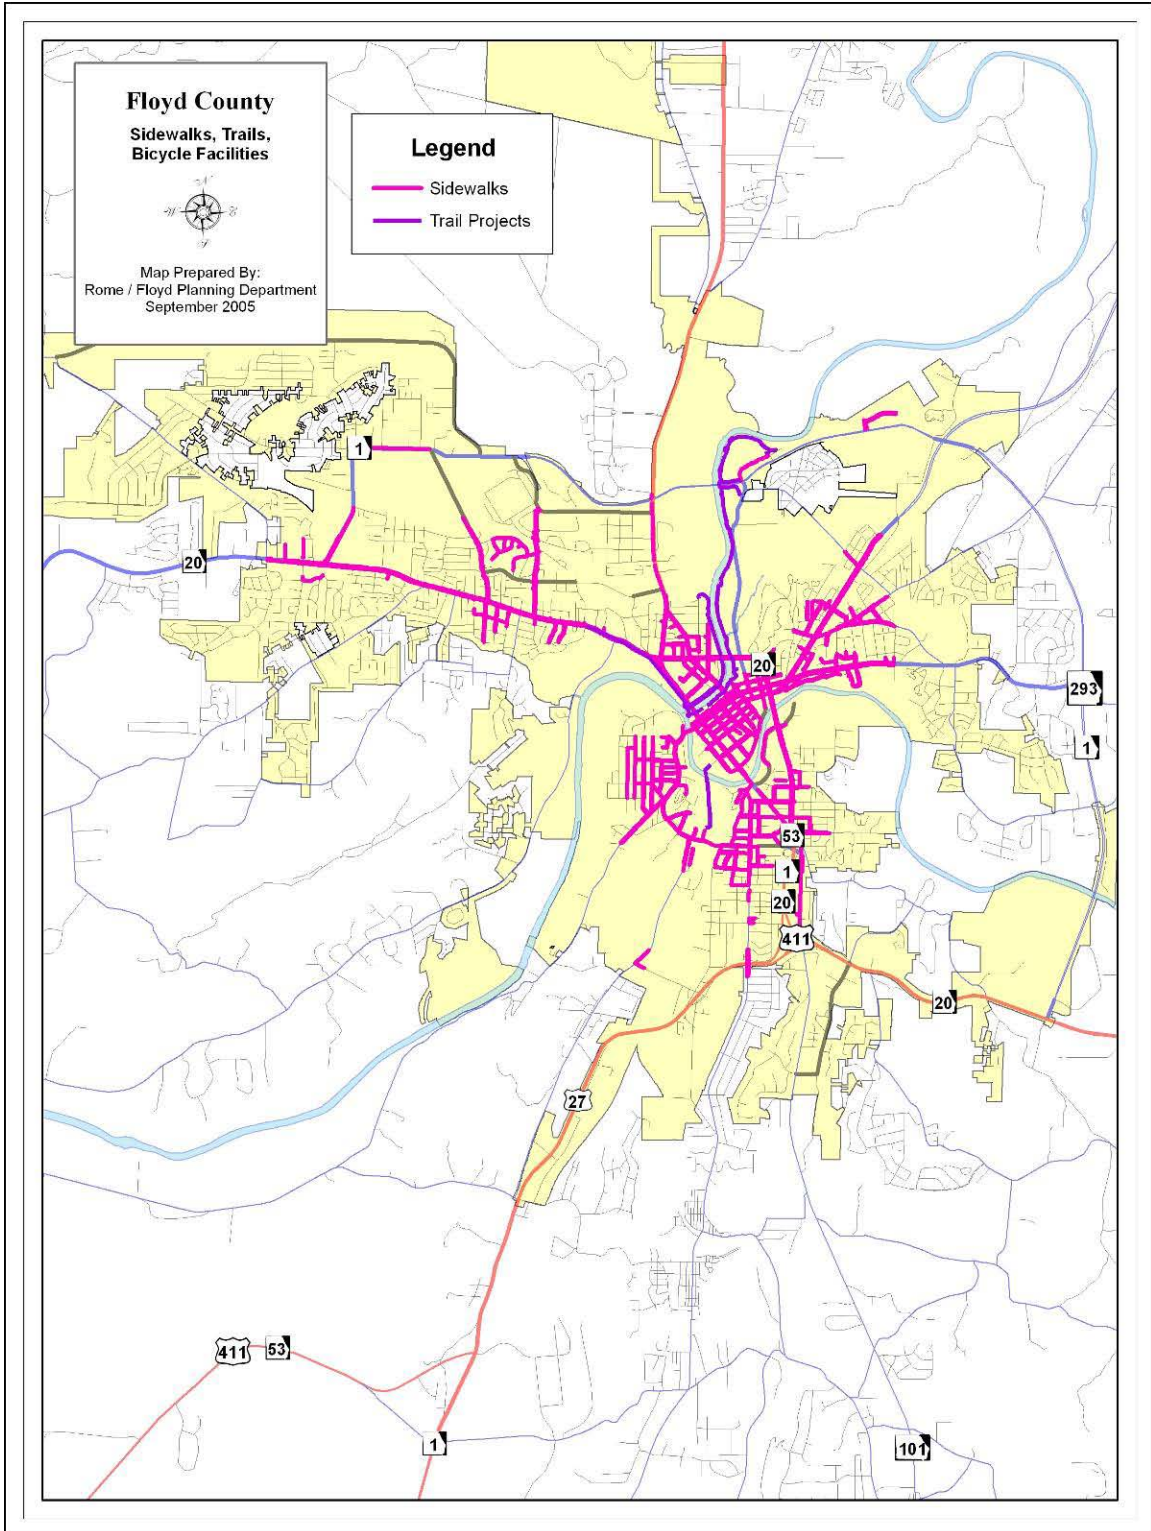 Floyd County
Sidewalks, Trails,
Bicycle Facilities
Map Prepared By:
Rome / Floyd Planning Department
September 2005
Legend
Sidewalks
Trail Projects
1
20
20
293
1
53
1
20
411
20
27
411
53
1
101